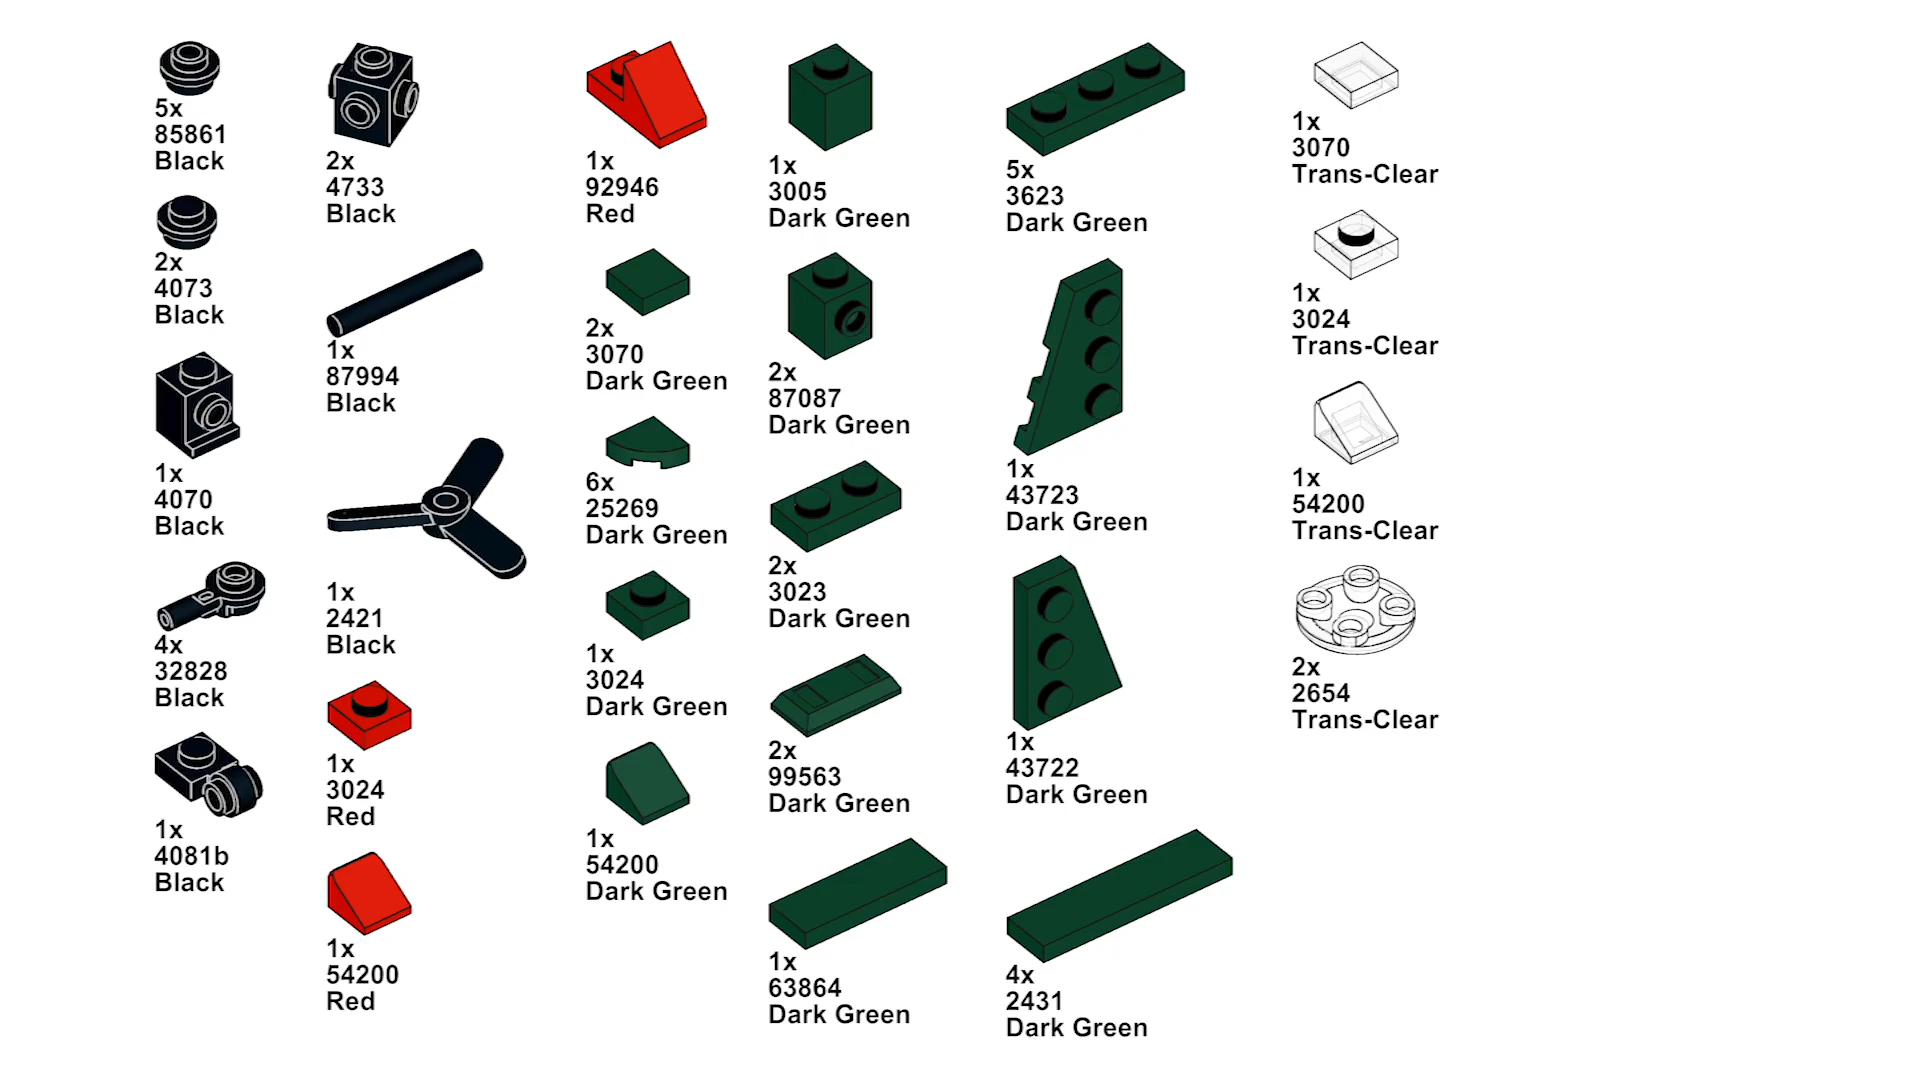 5x
85861
Black
2x
4073
Black
1x
4070
Black
4x
32828
Black
1x
4081b
Black
2x
4733
Black
1x
87994
Black
1x
2421
Black
1x
3024
Red
1x
54200
Red
1x
92946
Red
2x
3070
Dark Green
6x
25269
Dark Green
1x
3024
Dark Green
1x
54200
Dark Green
1x
3005
Dark Green
2x
87087
Dark Green
2x
3023
Dark Green
2x
99563
Dark Green
1x
63864
Dark Green
5x
3623
Dark Green
1x
43723
Dark Green
1x
43722
Dark Green
4x
2431
Dark Green
1x
3070
Trans-Clear
1x
3024
Trans-Clear
1x
54200
Trans-Clear
2x
2654
Trans-Clear